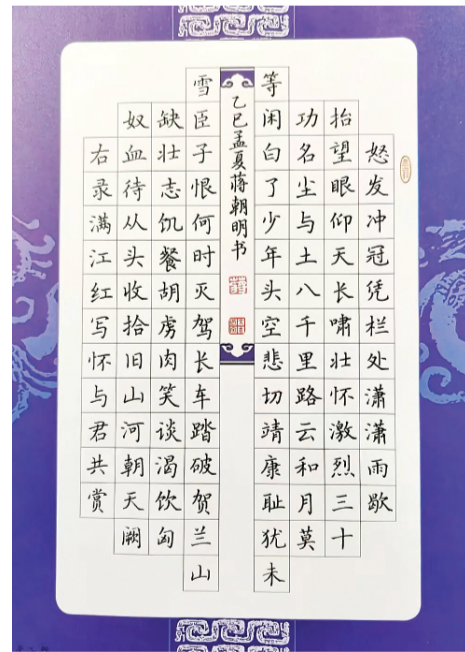 怒发冲冠凭栏处潇潇雨歇
抬望眼仰天长啸壮怀激烈三十
功名尘与土八千里路云和月莫
等闲白了少年头空悲切靖康耻犹未
雪臣子恨何时灭驾长车踏破贺兰山
缺壮志饥餐胡虏肉笑谈渴饮匈
奴血待从头收拾旧山河朝天阙
右录满江红写怀与君共赏
乙巳孟夏蒋朝明书